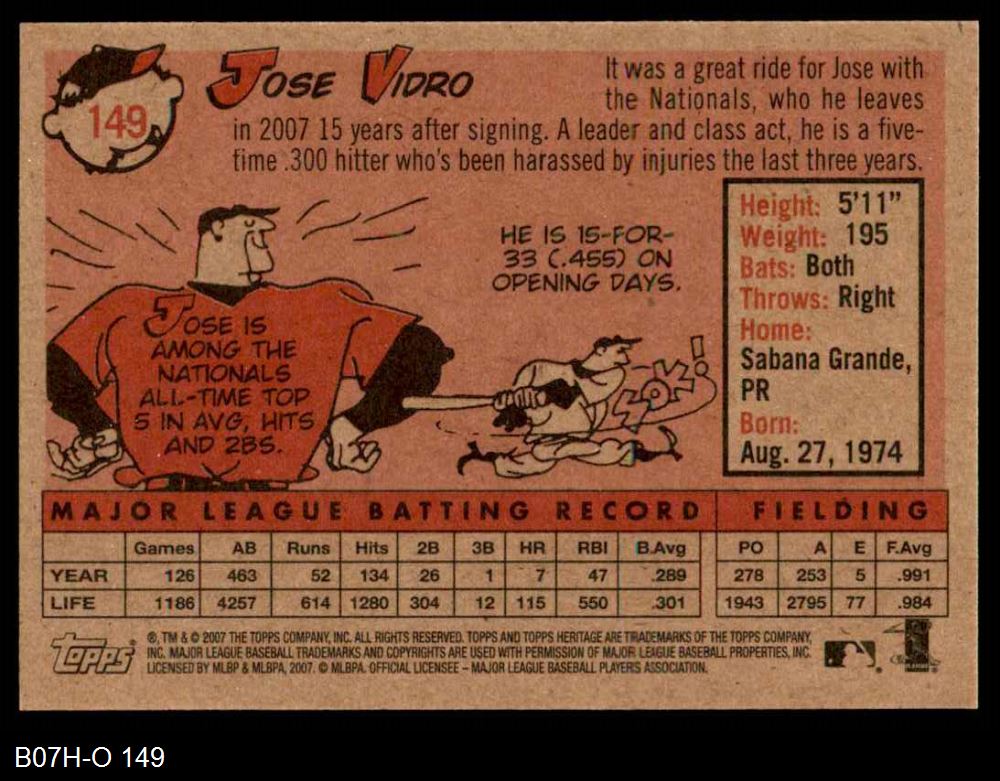 149
JOSE VIDRO
It was a great ride for Jose with
the Nationals, who he leaves
in 2007 15 years after signing. A leader and class act, he is a five-
time .300 hitter who's been harassed by injuries the last three years.
JOSE IS
AMONG THE
NATIONALS
ALL-TIME TOP
5 IN AVG, HITS
AND 2BS.
HE IS 15-FOR-
33 (.455) ON
OPENING DAYS.
POK!
Height: 5'11”
Weight: 195
Bats: Both
Throws: Right
Home:
Sabana Grande,
PR
Born:
Aug. 27, 1974
MAJOR LEAGUE BATTING RECORD FIELDING
Games AB Runs Hits 2B 3B HR RBI B.Avg PO A E F.Avg
YEAR 126 463 52 134 26 1 7 47 .289 278 253 5 .991
LIFE 1186 4257 614 1280 304 12 115 550 .301 1943 2795 77 .984
Topps
®, TM & © 2007 THE TOPPS COMPANY, INC. ALL RIGHTS RESERVED. TOPPS AND TOPPS HERITAGE ARE TRADEMARKS OF THE TOPPS COMPANY,
INC. MAJOR LEAGUE BASEBALL TRADEMARKS AND COPYRIGHTS ARE USED WITH PERMISSION OF MAJOR LEAGUE BASEBALL PROPERTIES, INC.
LICENSED BY MLBP & MLBPA, 2007. © MLBPA. OFFICIAL LICENSEE – MAJOR LEAGUE BASEBALL PLAYERS ASSOCIATION.
B07H-O 149